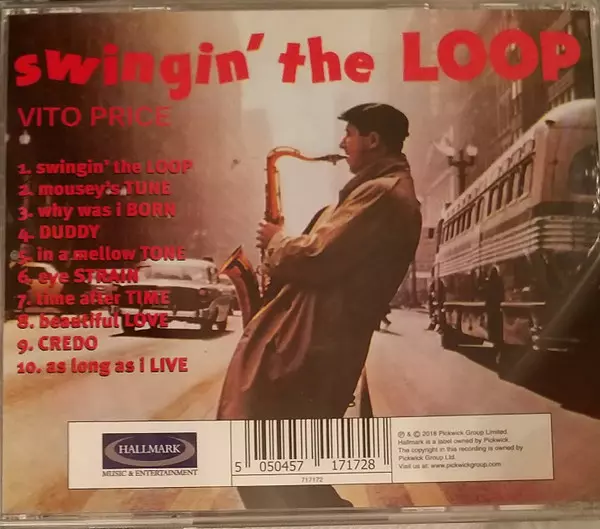 swingin' the LOOP
VITO PRICE
1. swingin' the LOOP
2. mousey's TUNE
3. why was i BORN
4. DUDDY
5. in a mellow TONE
6. eye STRAIN
7. time after TIME
8. beautiful LOVE
9. CREDO
10. as long as i LIVE
HALLMARK
MUSIC & ENTERTAINMENT
5 050457 171728
717172
℗ & © 2018 Pickwick Group Limited.
Hallmark is a label owned by Pickwick.
The copyright in this recording is owned by
Pickwick Group Ltd.
Visit us at: www.pickwickgroup.com